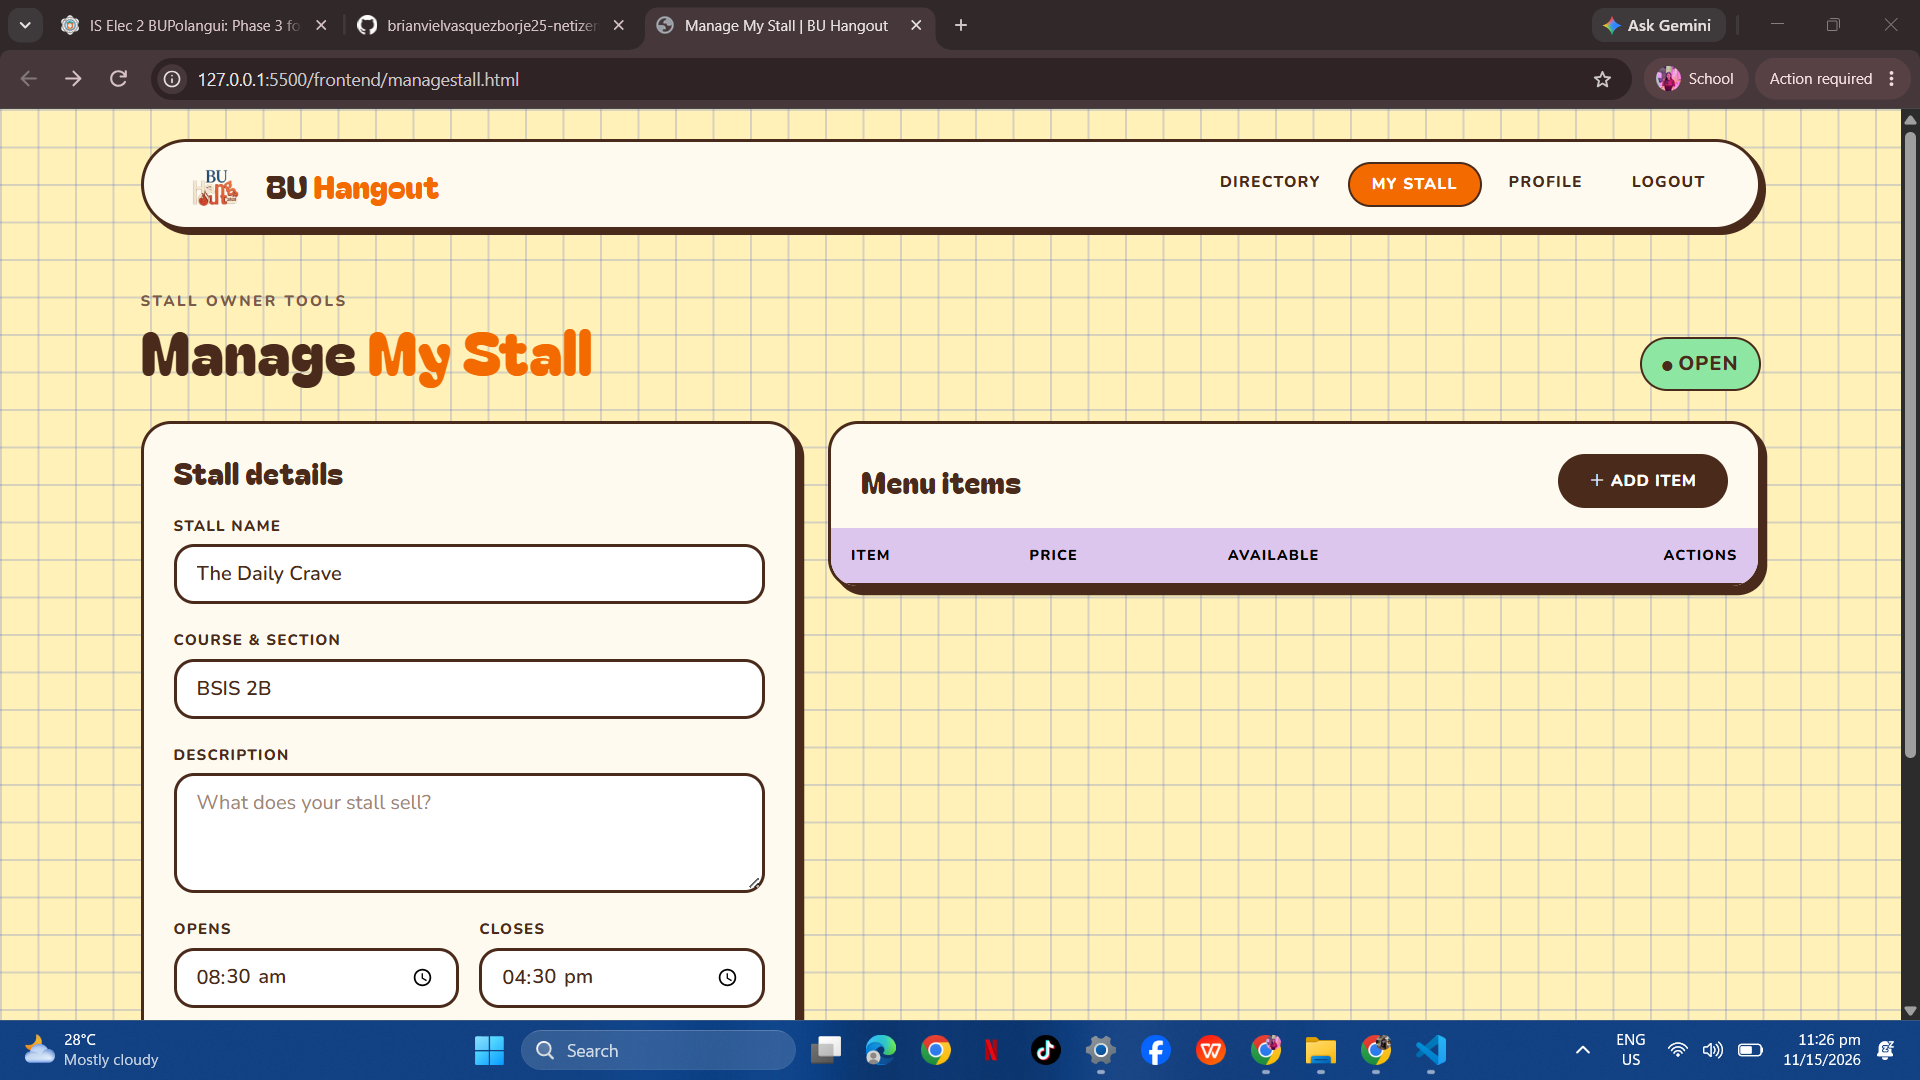 IS Elec 2 BUPolangui: Phase 3 fo
brianvielvasquezborje25-netizen
Manage My Stall | BU Hangout
Ask Gemini
127.0.0.1:5500/frontend/managestall.html
School
Action required
BU Hangout
DIRECTORY
MY STALL
PROFILE
LOGOUT
STALL OWNER TOOLS
Manage My Stall
OPEN
Stall details
STALL NAME
The Daily Crave
COURSE & SECTION
BSIS 2B
DESCRIPTION
What does your stall sell?
OPENS
CLOSES
08:30 am
04:30 pm
Menu items
+ ADD ITEM
ITEM
PRICE
AVAILABLE
ACTIONS
28°C
Mostly cloudy
Search
ENG
US
11:26 pm
11/15/2026